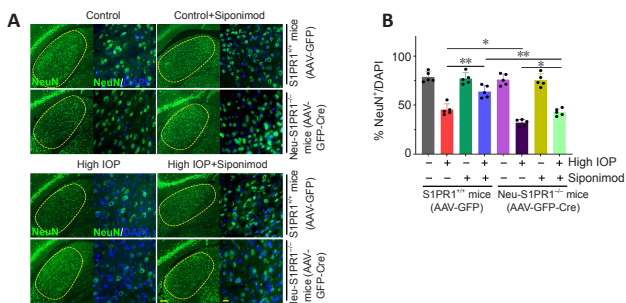 A
Control
Control+Siponimod
NeuN
NeuN/DAPI
S1PR1+/+ mice
(AAV-GFP)
Neu-S1PR1−/−
mice (AAV-
GFP-Cre)
High IOP
High IOP+Siponimod
NeuN
NeuN/DAPI
S1PR1+/+ mice
(AAV-GFP)
Neu-S1PR1−/−
mice (AAV-
GFP-Cre)
B
% NeuN+/DAPI
100
75
50
25
0
*
**
**
*
− + − + − + − + High IOP
− − + + − − + + Siponimod
S1PR1+/+ mice
(AAV-GFP)
Neu-S1PR1−/− mice
(AAV-GFP-Cre)